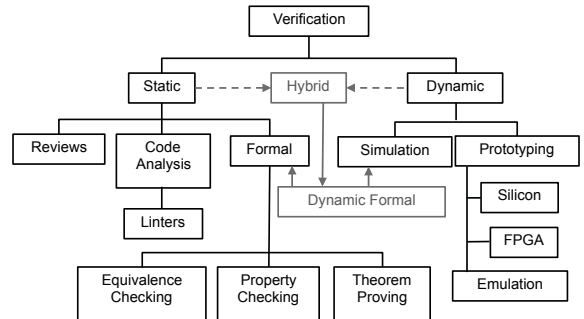 Verification
Static
Hybrid
Dynamic
Reviews
Code
Analysis
Formal
Simulation
Prototyping
Linters
Dynamic Formal
Silicon
FPGA
Equivalence
Checking
Property
Checking
Theorem
Proving
Emulation